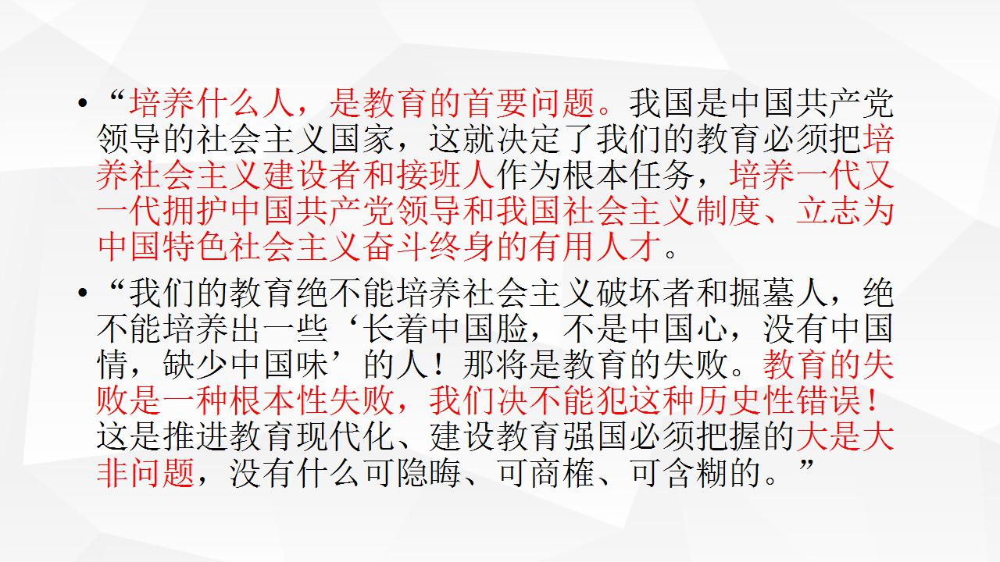 • “培养什么人，是教育的首要问题。我国是中国共产党
领导的社会主义国家，这就决定了我们的教育必须把培
养社会主义建设者和接班人作为根本任务，培养一代又
一代拥护中国共产党领导和我国社会主义制度、立志为
中国特色社会主义奋斗终身的有用人才。
• “我们的教育绝不能培养社会主义破坏者和掘墓人，绝
不能培养出一些‘长着中国脸，不是中国心，没有中国
情，缺少中国味’的人！那将是教育的失败。教育的失
败是一种根本性失败，我们决不能犯这种历史性错误！
这是推进教育现代化、建设教育强国必须把握的大是大
非问题，没有什么可隐晦、可商榷、可含糊的。”